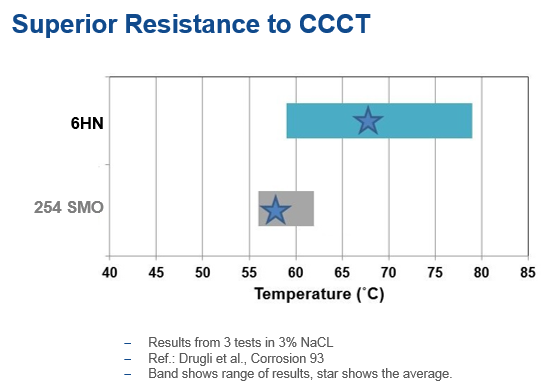 Superior Resistance to CCCT
6HN
254 SMO
40 45 50 55 60 65 70 75 80 85
Temperature (˚C)
– Results from 3 tests in 3% NaCL
– Ref.: Drugli et al., Corrosion 93
– Band shows range of results, star shows the average.